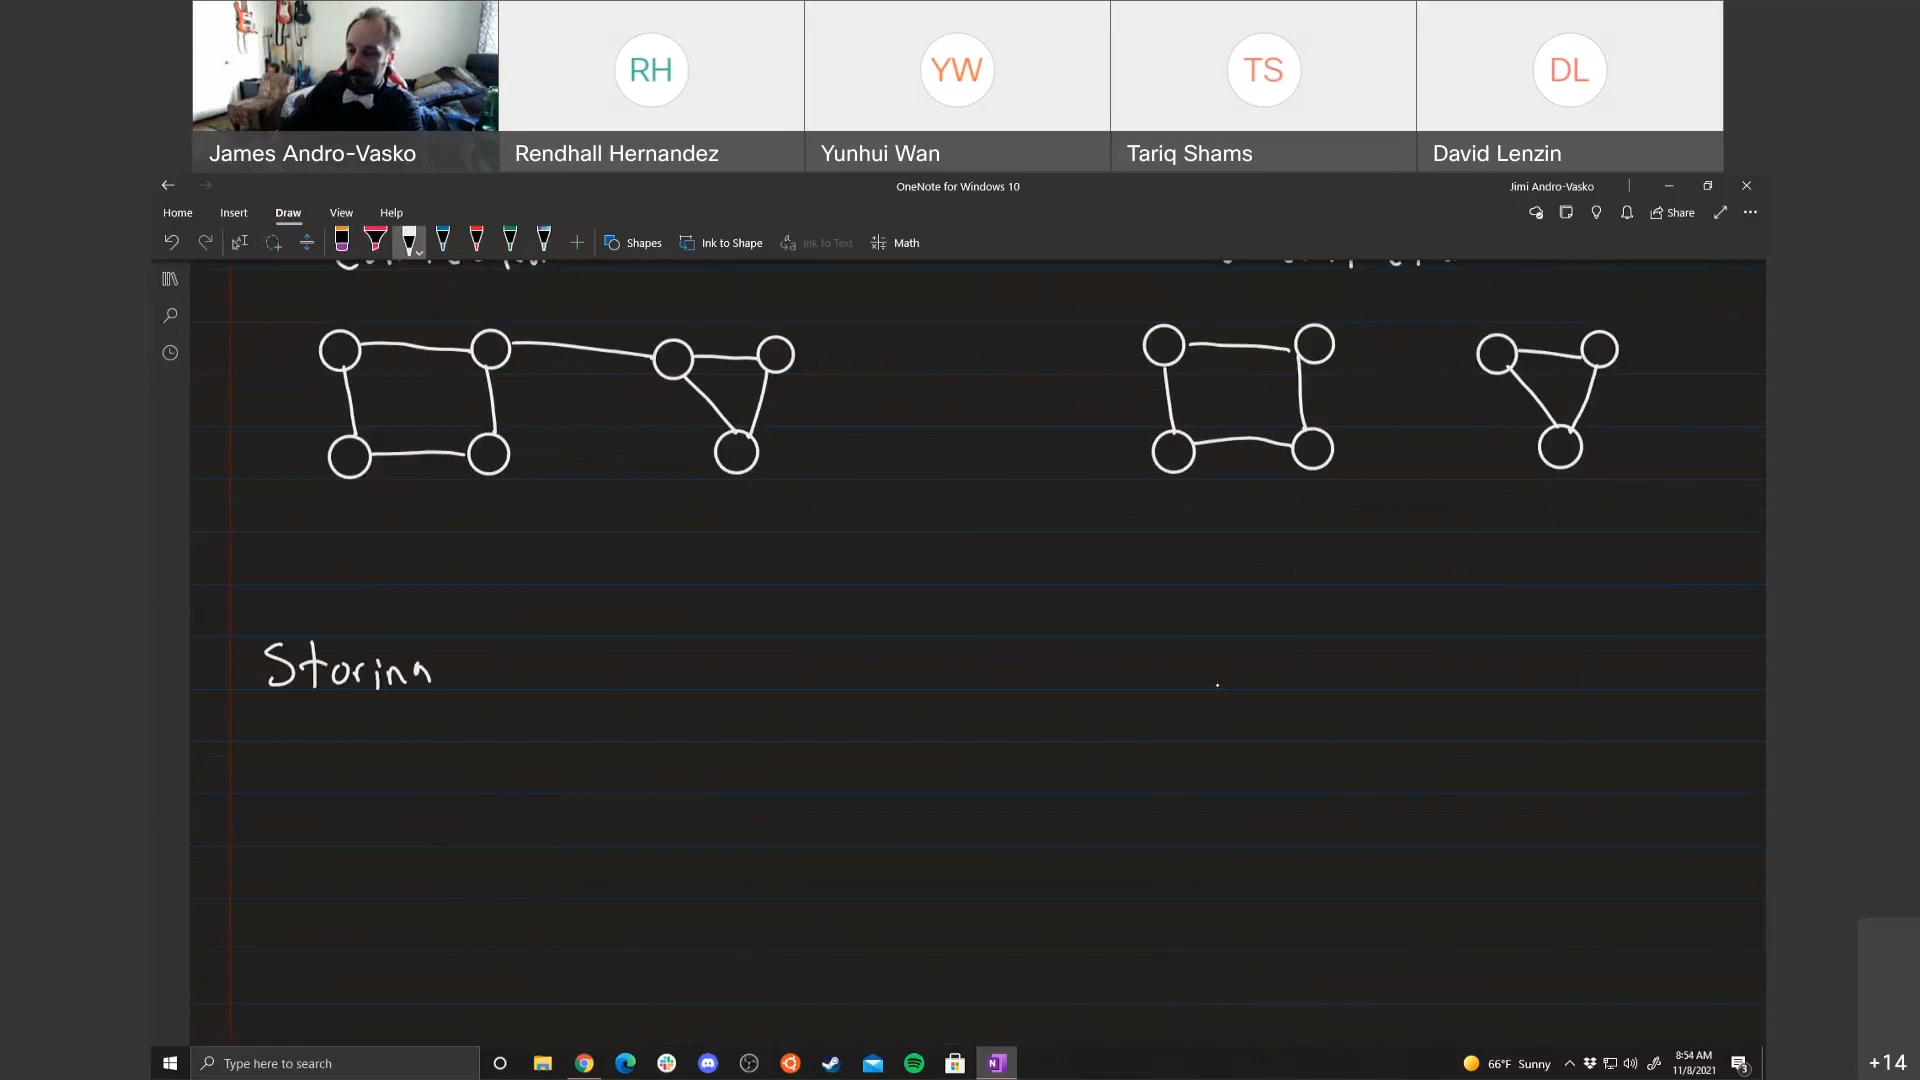 RH
YW
TS
DL
James Andro-Vasko
Rendhall Hernandez
Yunhui Wan
Tariq Shams
David Lenzin
OneNote for Windows 10
Jimi Andro-Vasko
Home Insert Draw View Help
Share
Shapes Ink to Shape Ink to Text Math
Storing
Type here to search
66°F Sunny
8:54 AM
11/8/2021
3
+14